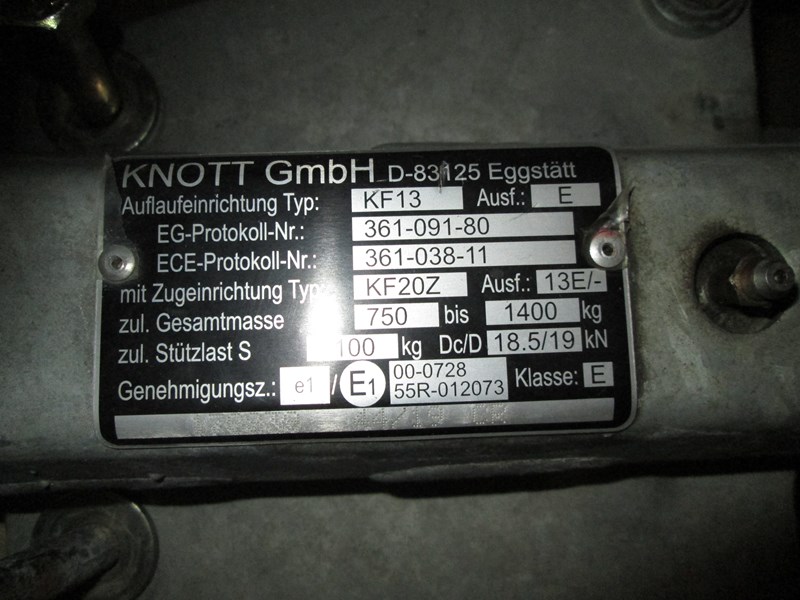 KNOTT GmbH D-83125 Eggstätt
Auflaufeinrichtung Typ: KF13 Ausf.: E
EG-Protokoll-Nr.: 361-091-80
ECE-Protokoll-Nr.: 361-038-11
mit Zugeinrichtung Typ: KF20Z Ausf.: 13E/-
zul. Gesamtmasse 750 bis 1400 kg
zul. Stützlast S 100 kg Dc/D 18.5/19 kN
Genehmigungsz.: e1 / E1 00-0728 Klasse: E
55R-012073